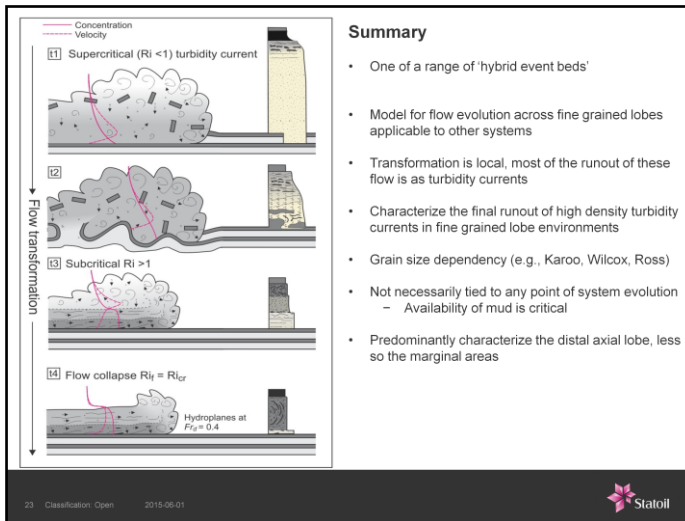 Concentration
Velocity
t1 Supercritical (Ri <1) turbidity current
t2
t3 Subcritical Ri >1
t4 Flow collapse Rif = Ricr
Hydroplanes at
Frd = 0.4
Flow transformation
Summary
• One of a range of ‘hybrid event beds’
• Model for flow evolution across fine grained lobes
applicable to other systems
• Transformation is local, most of the runout of these
flow is as turbidity currents
• Characterize the final runout of high density turbidity
currents in fine grained lobe environments
• Grain size dependency (e.g., Karoo, Wilcox, Ross)
• Not necessarily tied to any point of system evolution
– Availability of mud is critical
• Predominantly characterize the distal axial lobe, less
so the marginal areas
23 Classification: Open 2015-06-01
Statoil